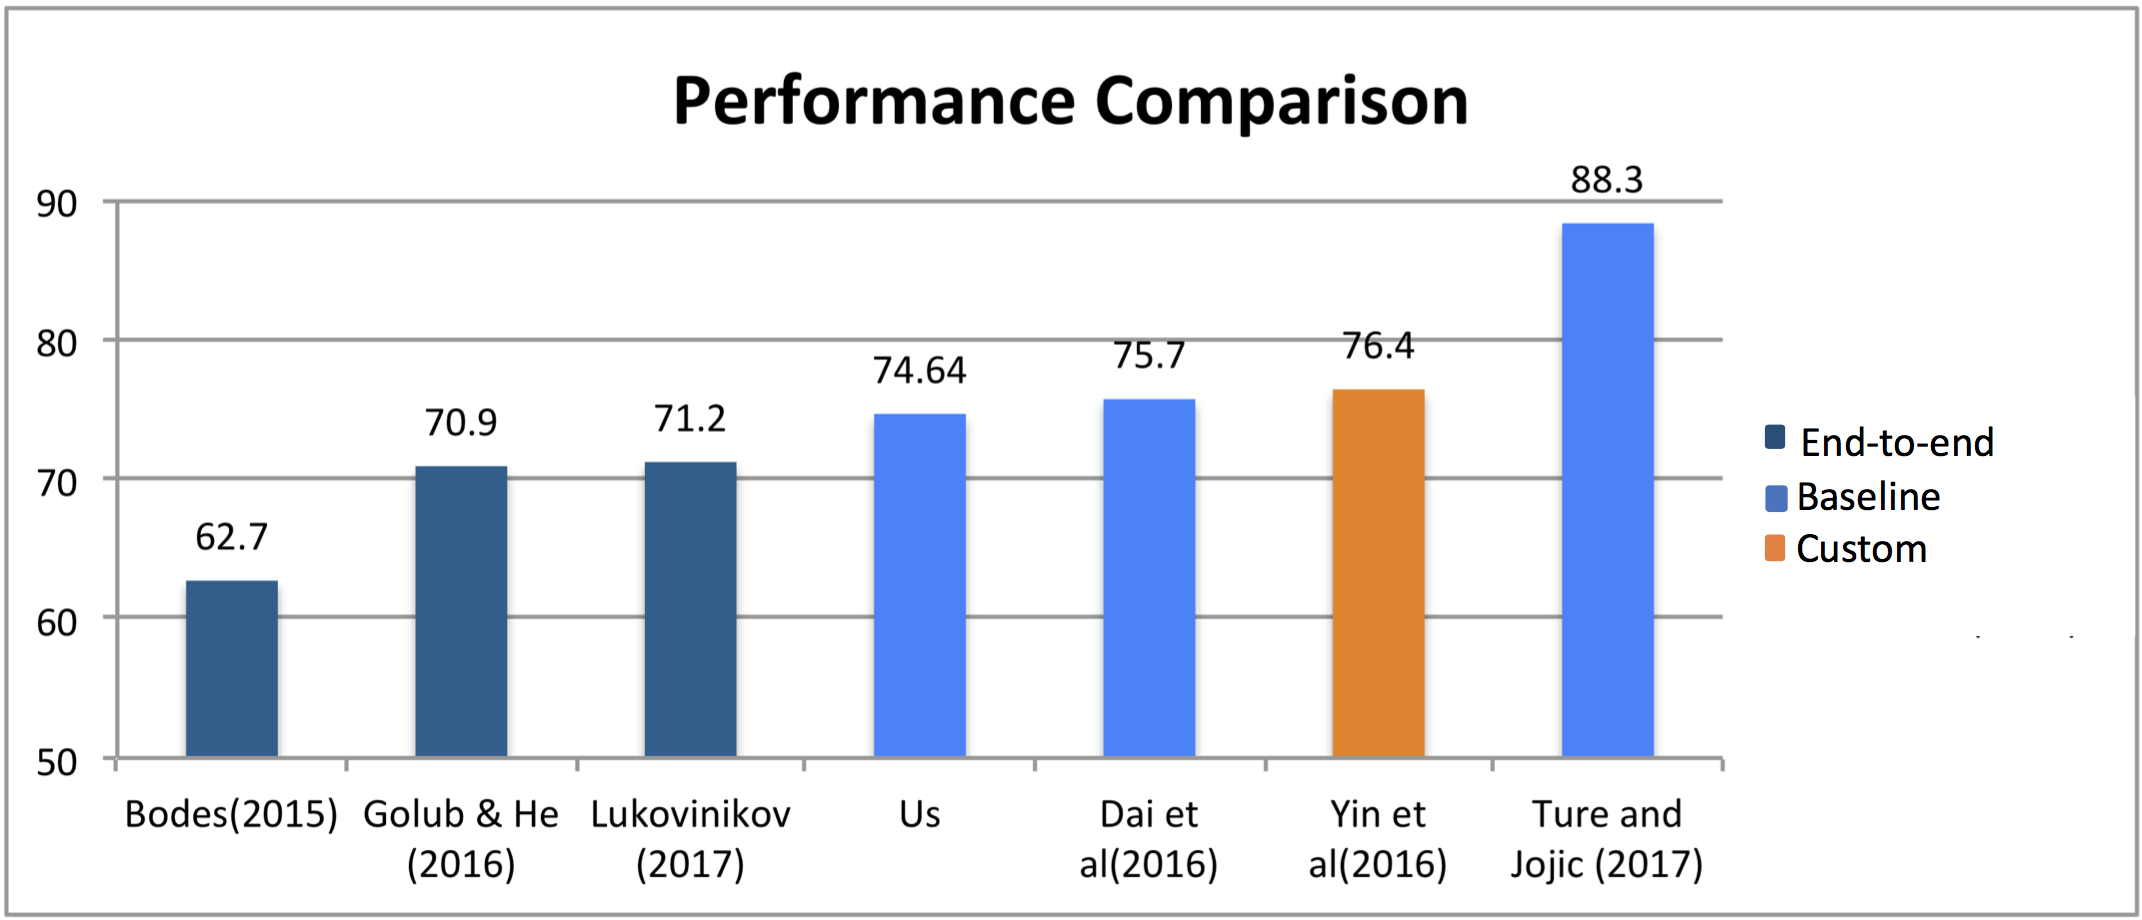 Performance Comparison
90
80
70
60
50
62.7
70.9
71.2
74.64
75.7
76.4
88.3
Bodes(2015)
Golub & He
(2016)
Lukovinikov
(2017)
Us
Dai et
al(2016)
Yin et
al(2016)
Ture and
Jojic (2017)
End-to-end
Baseline
Custom